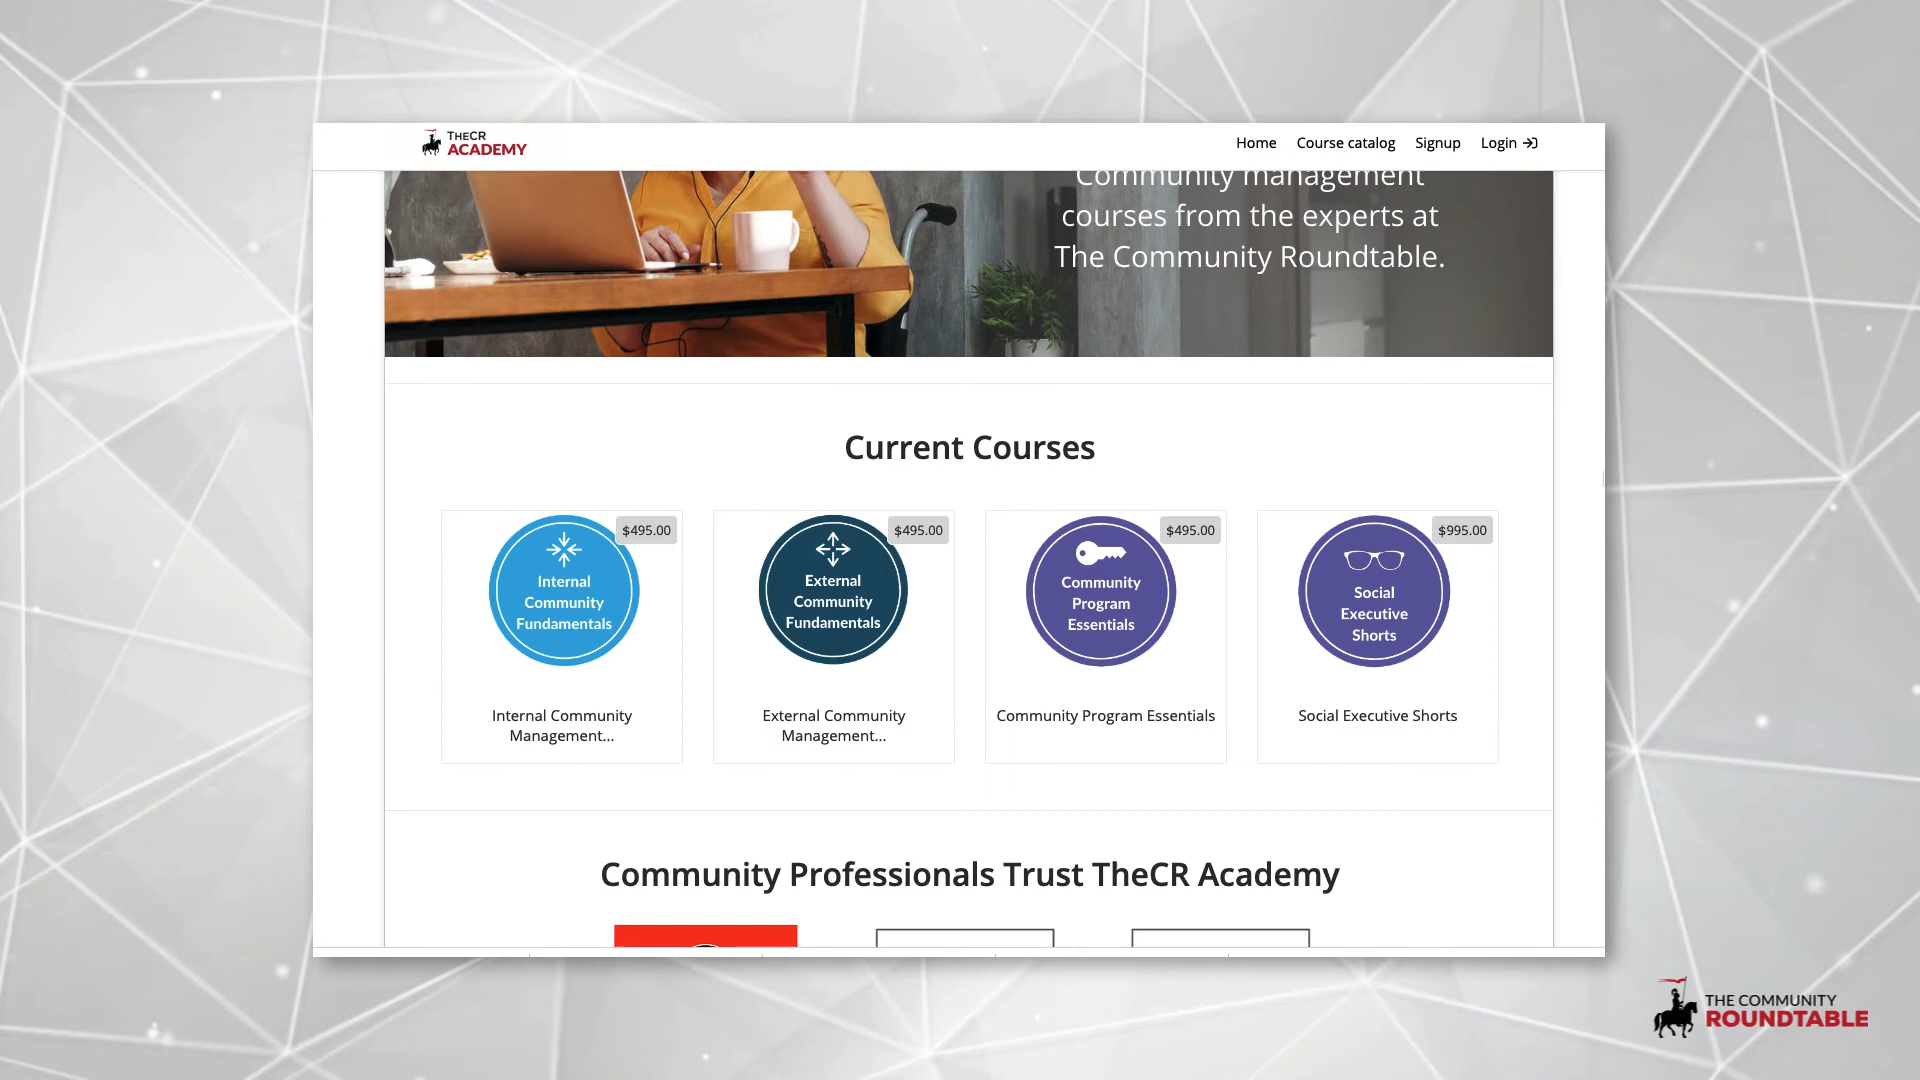 THECR
ACADEMY
Home Course catalog Signup Login
Community management
courses from the experts at
The Community Roundtable.
Current Courses
$495.00
Internal
Community
Fundamentals
Internal Community
Management...
$495.00
External
Community
Fundamentals
External Community
Management...
$495.00
Community
Program
Essentials
Community Program Essentials
$995.00
Social
Executive
Shorts
Social Executive Shorts
Community Professionals Trust TheCR Academy
THE COMMUNITY
ROUNDTABLE